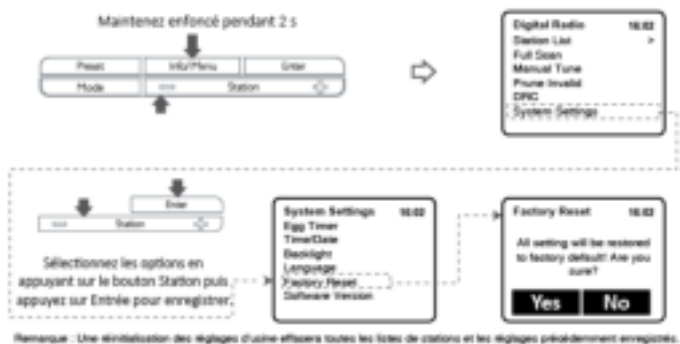 Maintenez enfoncé pendant 2 s
Preset
Info/Menu
Enter
Mode
Station
Digital Radio 16:02
Station List >
Full Scan
Manual Tune
Prune Invalid
DRC
System Settings
Enter
Station
Sélectionnez les options en
appuyant sur le bouton Station puis
appuyez sur Entrée pour enregistrer.
System Settings 16:02
Egg Timer
Time/Date
Backlight
Language
Factory Reset
Software Version
Factory Reset 16:02
All setting will be restored
to factory default! Are you
sure?
Yes No
Remarque : Une réinitialisation des réglages d'usine effacera toutes les listes de stations et les réglages précédemment enregistrés.